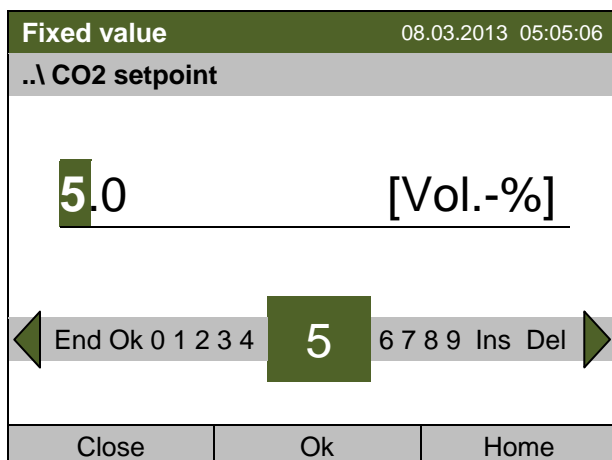 Fixed value 08.03.2013 05:05:06
..\ CO2 setpoint
5.0 [Vol.-%]
End Ok 0 1 2 3 4 5 6 7 8 9 Ins Del
Close Ok Home